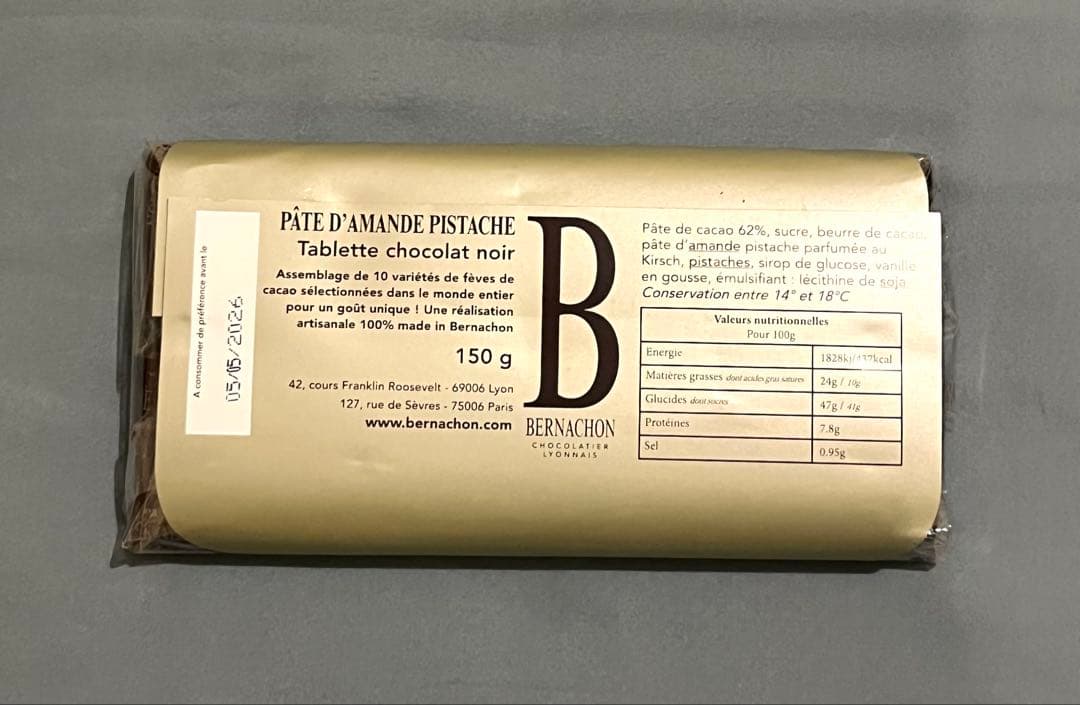 A consommer de préférence avant le
05/05/2026
PÂTE D'AMANDE PISTACHE
Tablette chocolat noir
Assemblage de 10 variétés de fèves de
cacao sélectionnées dans le monde entier
pour un goût unique ! Une réalisation
artisanale 100% made in Bernachon
150 g
42, cours Franklin Roosevelt - 69006 Lyon
127, rue de Sèvres - 75006 Paris
www.bernachon.com
B
BERNACHON
CHOCOLATIER
LYONNAIS
Pâte de cacao 62%, sucre, beurre de cacao,
pâte d'amande pistache parfumée au
Kirsch, pistaches, sirop de glucose, vanille
en gousse, émulsifiant : lécithine de soja
Conservation entre 14° et 18°C
Valeurs nutritionnelles
Pour 100g
Energie 1828kj/437kcal
Matières grasses dont acides gras saturés 24g / 10g
Glucides dont sucres 47g / 41g
Protéines 7.8g
Sel 0.95g